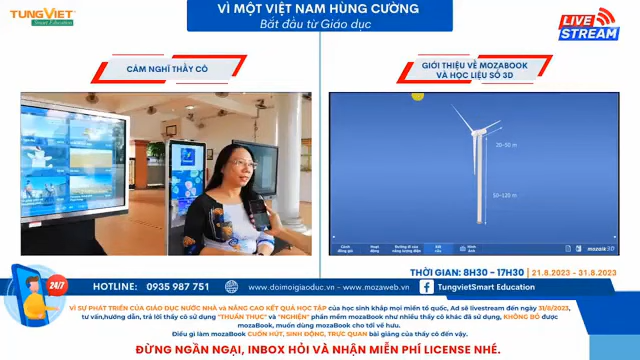 TUNGVIET
Smart Education
VÌ MỘT VIỆT NAM HÙNG CƯỜNG
Bắt đầu từ Giáo dục
LIVE
STREAM
CẢM NGHĨ THẦY CÔ
GIỚI THIỆU VỀ MOZABOOK
VÀ HỌC LIỆU SỐ 3D
20–50 m
50–120 m
mozaik3D
THỜI GIAN: 8H30 - 17H30 | 21.8.2023 - 31.8.2023
24/7
HOTLINE: 0935 987 751
www.doimoigiaoduc.vn - www.mozaweb.vn
TungvietSmart Education
VÌ SỰ PHÁT TRIỂN CỦA GIÁO DỤC NƯỚC NHÀ VÀ NÂNG CAO KẾT QUẢ HỌC TẬP của học sinh khắp mọi miền tổ quốc, Ad sẽ livestream đến ngày 31/8/2023,
tư vấn,hướng dẫn, trả lời thầy cô sử dụng "THUẦN THỤC" và "NGHIỆN" phần mềm mozaBook như nhiều thầy cô khác đã sử dụng, KHÔNG BỎ được
mozaBook, muốn dùng mozaBook cho tới về hưu.
Điều gì làm mozaBook CUỐN HÚT, SINH ĐỘNG, TRỰC QUAN bài giảng của thầy cô đến vậy.
ĐỪNG NGẦN NGẠI, INBOX HỎI VÀ NHẬN MIỄN PHÍ LICENSE NHÉ.